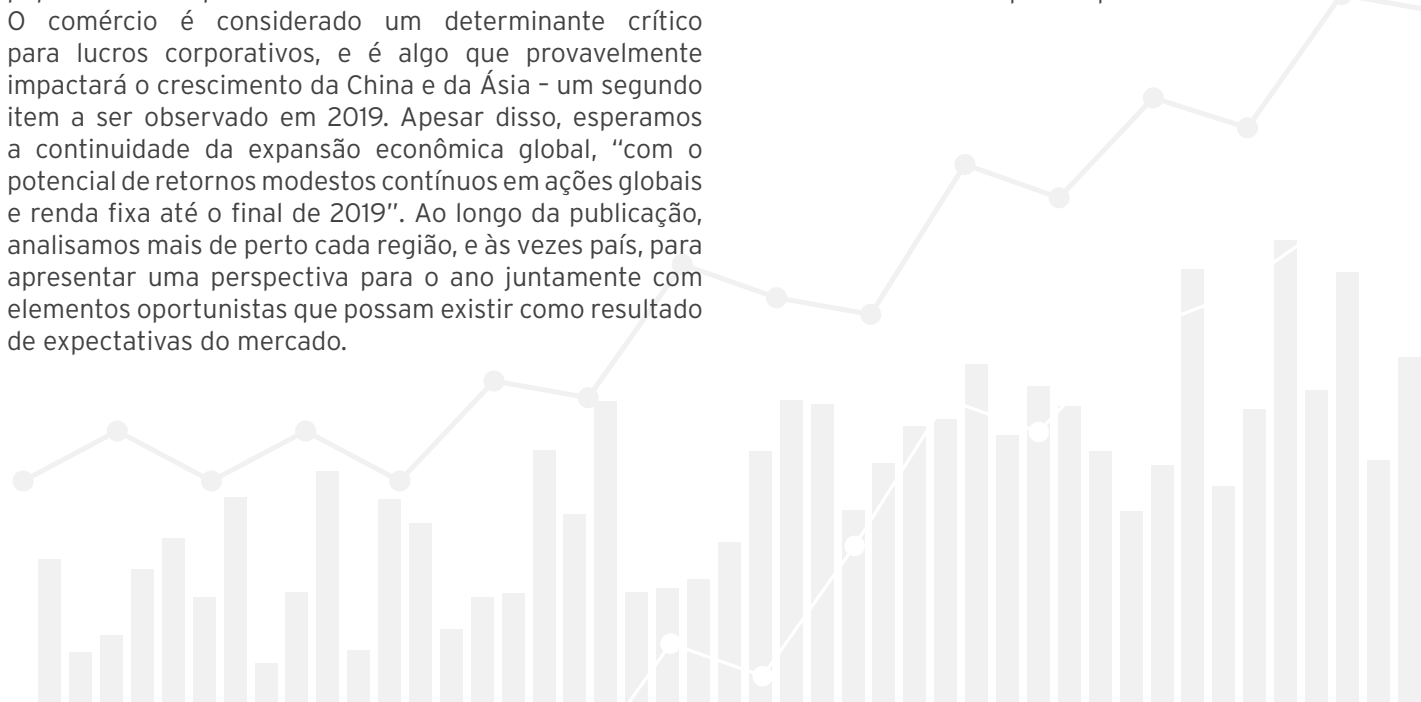 O comércio é considerado um determinante crítico
para lucros corporativos, e é algo que provavelmente
impactará o crescimento da China e da Ásia – um segundo
item a ser observado em 2019. Apesar disso, esperamos
a continuidade da expansão econômica global, “com o
potencial de retornos modestos contínuos em ações globais
e renda fixa até o final de 2019”. Ao longo da publicação,
analisamos mais de perto cada região, e às vezes país, para
apresentar uma perspectiva para o ano juntamente com
elementos oportunistas que possam existir como resultado
de expectativas do mercado.